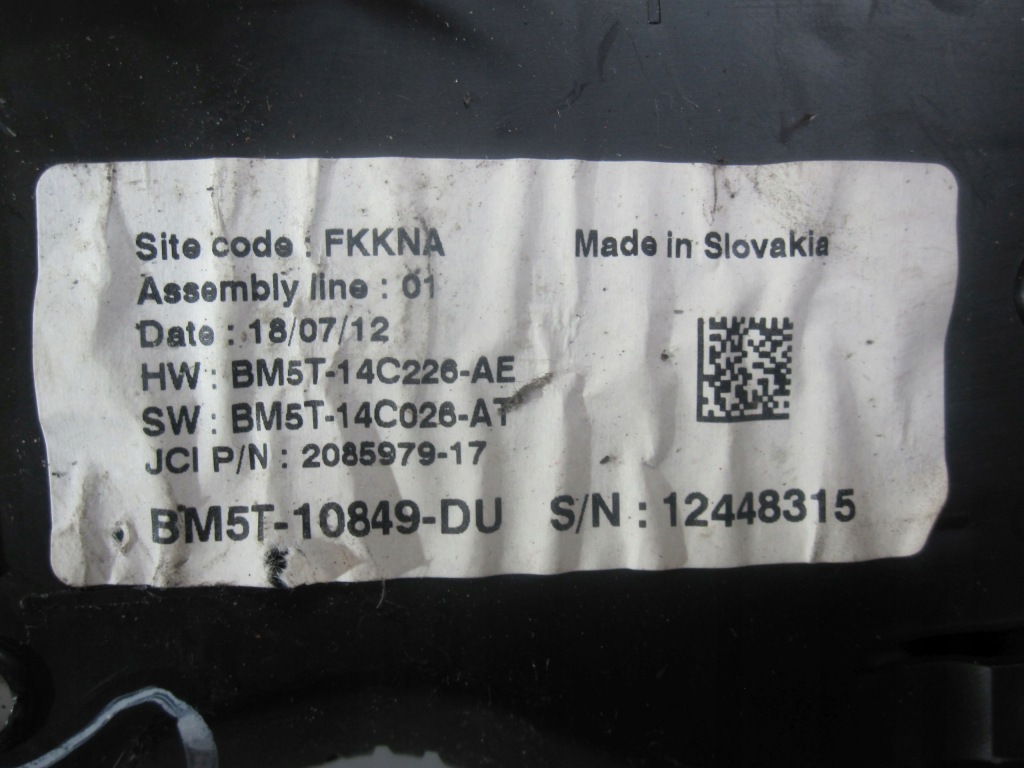 Site code : FKKNA
Made in Slovakia
Assembly line : 01
Date : 18/07/12
HW : BM5T-14C226-AE
SW : BM5T-14C026-AT
JCI P/N : 2085979-17
BM5T-10849-DU
S/N : 12448315